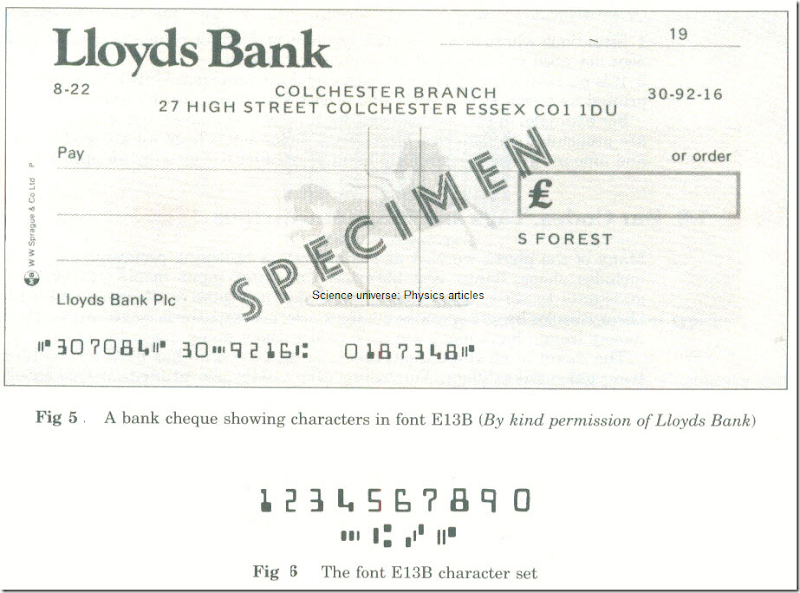 Lloyds Bank
19
8-22
COLCHESTER BRANCH
30-92-16
27 HIGH STREET COLCHESTER ESSEX CO1 1DU
Pay
or order
£
SPECIMEN
S FOREST
W W Sprague & Co Ltd P
Lloyds Bank Plc
Science universe: Physics articles
⑈307084⑈ 30⑉9216⑆ 0187348⑈
Fig 5 . A bank cheque showing characters in font E13B (By kind permission of Lloyds Bank)
1 2 3 4 5 6 7 8 9 0
⑉ ⑆ ⑇ ⑈
Fig 6 The font E13B character set